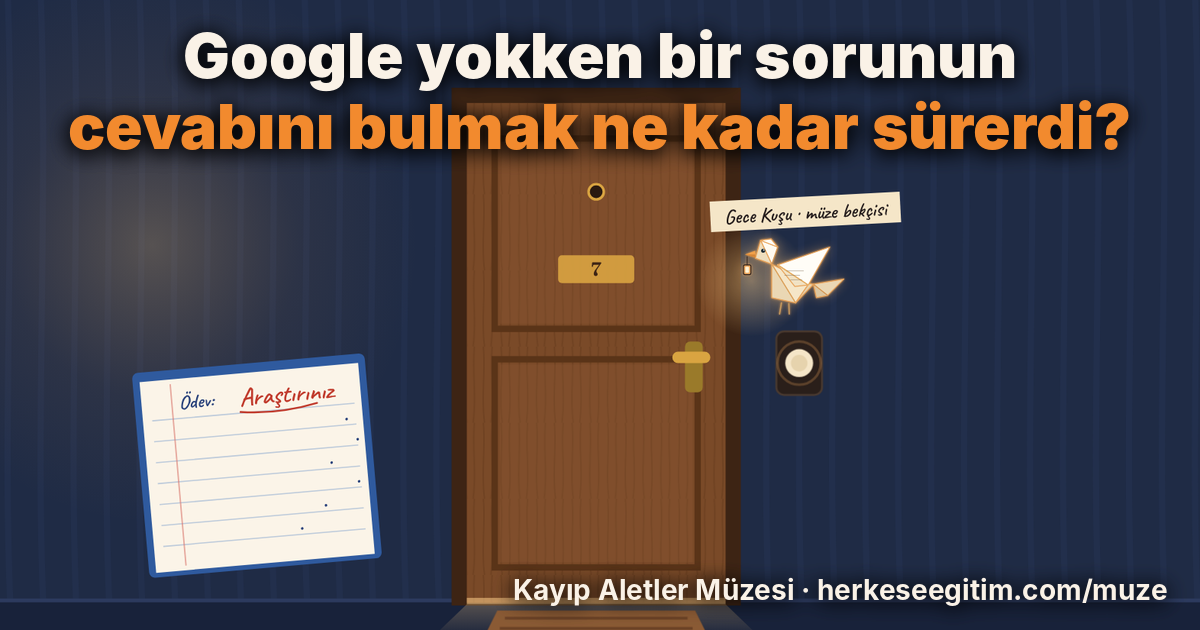 Google yokken bir sorunun
cevabını bulmak ne kadar sürerdi?
Gece Kuşu · müze bekçisi
7
Ödev: Araştırınız
Kayıp Aletler Müzesi · herkeseegitim.com/muze